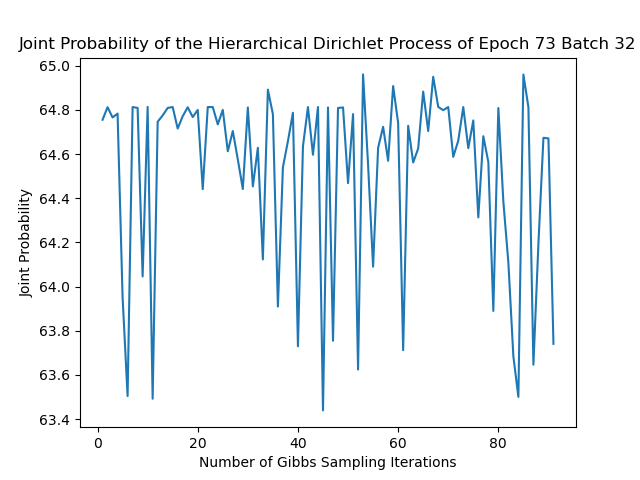 Joint Probability of the Hierarchical Dirichlet Process of Epoch 73 Batch 32
65.0
64.8
64.6
64.4
64.2
64.0
63.8
63.6
63.4
Joint Probability
0 20 40 60 80
Number of Gibbs Sampling Iterations